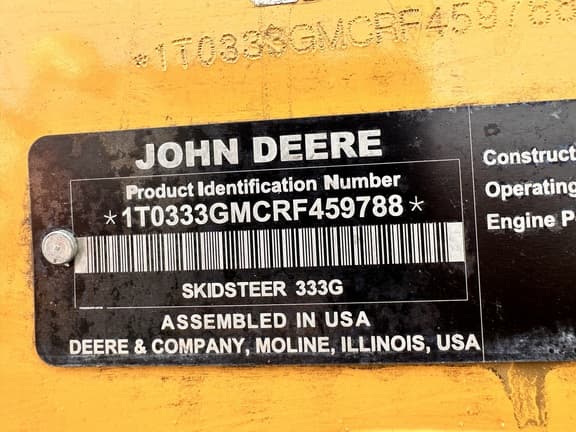 *1T0333GMCRF459788
JOHN DEERE
Product Identification Number
*1T0333GMCRF459788*
SKIDSTEER 333G
ASSEMBLED IN USA
DEERE & COMPANY, MOLINE, ILLINOIS, USA
Construct
Operating
Engine P